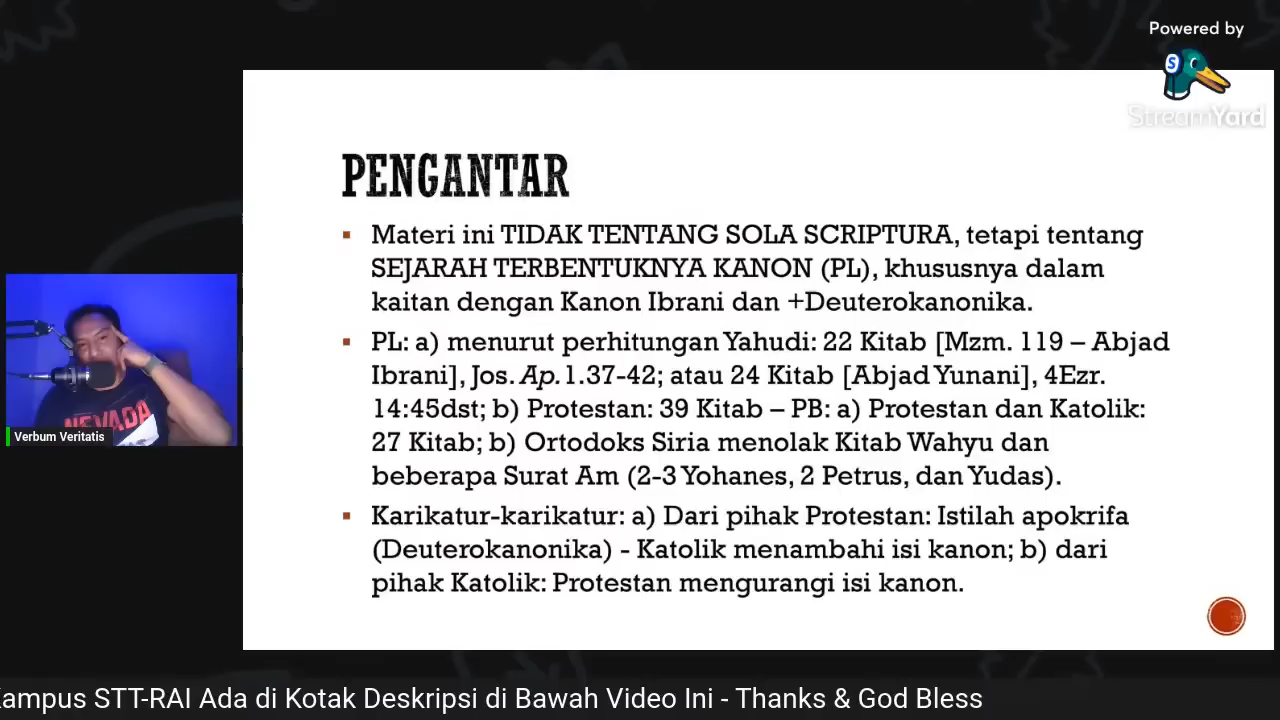 Powered by
StreamYard
PENGANTAR
▪ Materi ini TIDAK TENTANG SOLA SCRIPTURA, tetapi tentang
SEJARAH TERBENTUKNYA KANON (PL), khususnya dalam
kaitan dengan Kanon Ibrani dan +Deuterokanonika.
▪ PL: a) menurut perhitungan Yahudi: 22 Kitab [Mzm. 119 – Abjad
Ibrani], Jos. Ap. 1.37-42; atau 24 Kitab [Abjad Yunani], 4Ezr.
14:45dst; b) Protestan: 39 Kitab – PB: a) Protestan dan Katolik:
27 Kitab; b) Ortodoks Siria menolak Kitab Wahyu dan
beberapa Surat Am (2-3 Yohanes, 2 Petrus, dan Yudas).
▪ Karikatur-karikatur: a) Dari pihak Protestan: Istilah apokrifa
(Deuterokanonika) - Katolik menambahi isi kanon; b) dari
pihak Katolik: Protestan mengurangi isi kanon.
NEVADA
Verbum Veritatis
Kampus STT-RAI Ada di Kotak Deskripsi di Bawah Video Ini - Thanks & God Bless